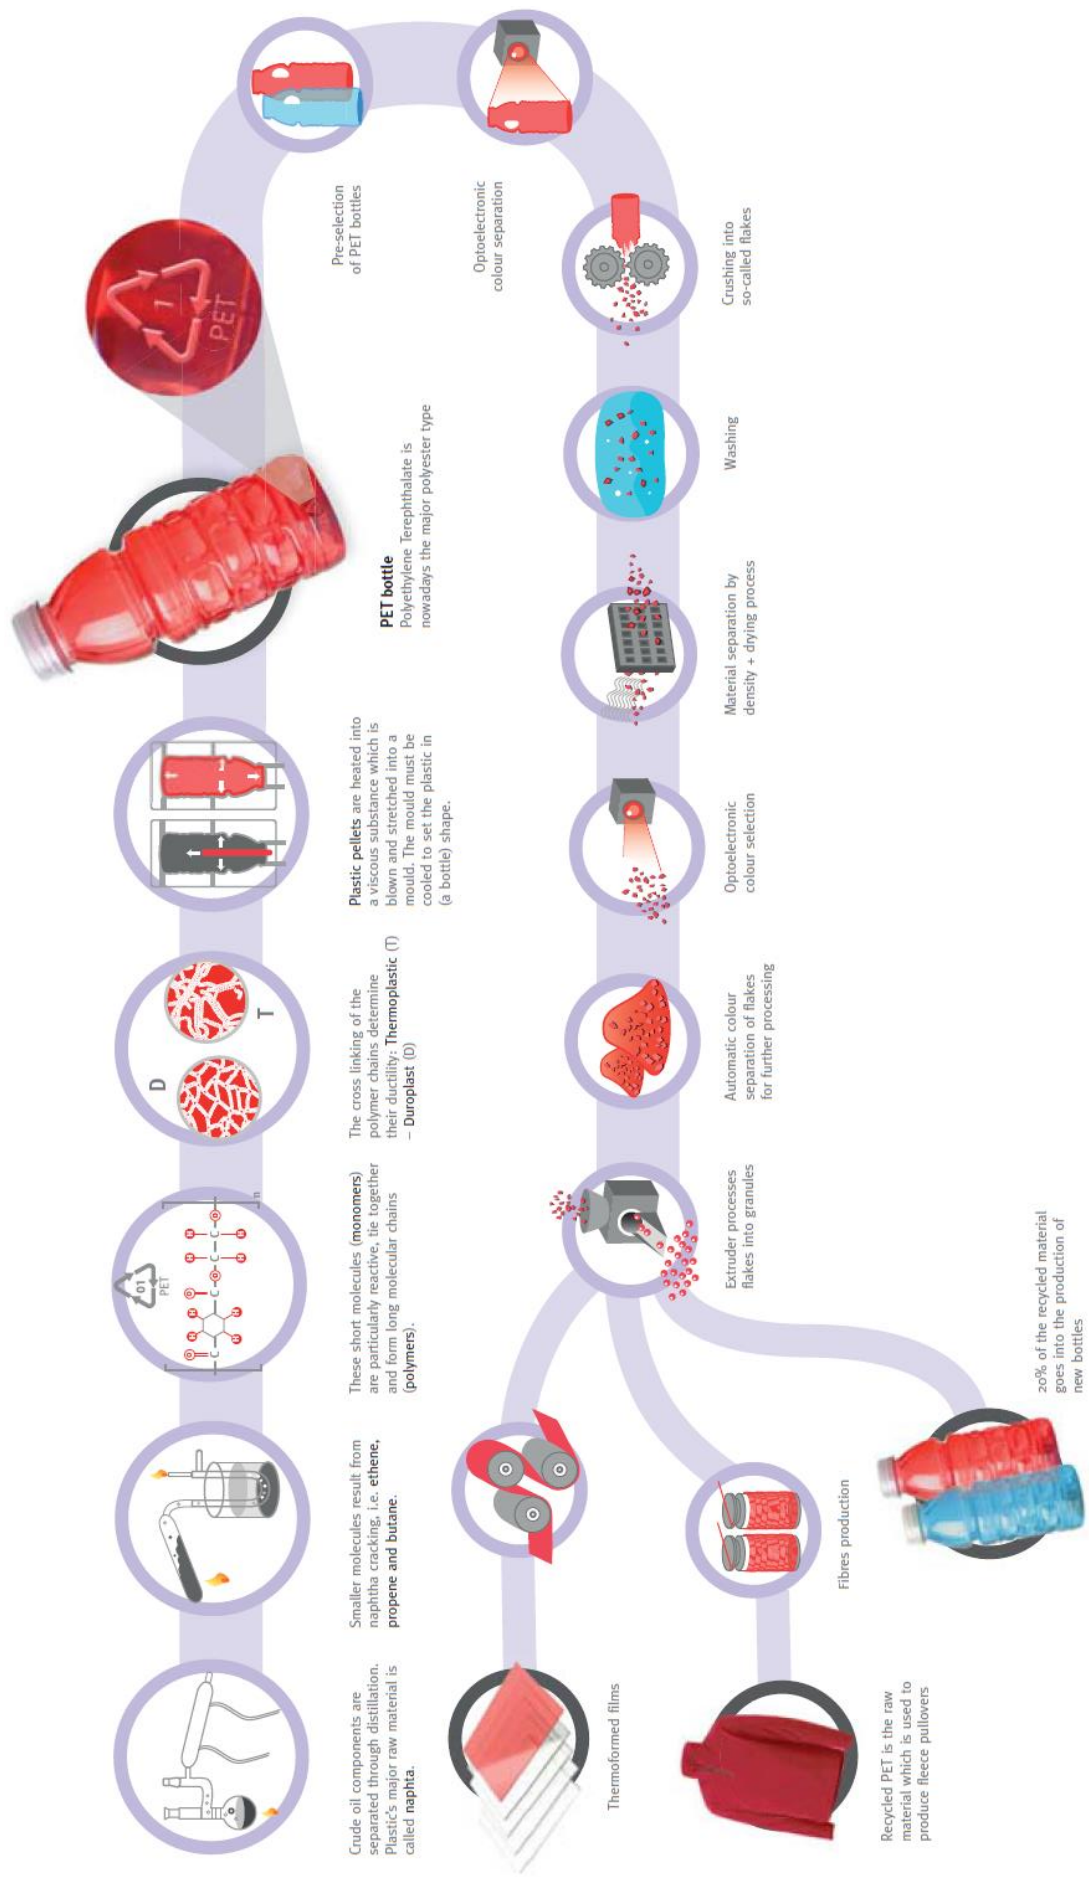 Crude oil components are
separated through distillation.
Plastic's major raw material is
called naphta.
Smaller molecules result from
naphtha cracking, i.e. ethene,
propene and butane.
01
PET
O
C
H
H
H
H
O
C
O
H
C
H
H
C
H
O
n
These short molecules (monomers)
are particularly reactive, tie together
and form long molecular chains
(polymers).
D
T
The cross linking of the
polymer chains determine
their ductility: Thermoplastic (T)
– Duroplast (D)
Plastic pellets are heated into
a viscous substance which is
blown and stretched into a
mould. The mould must be
cooled to set the plastic in
(a bottle) shape.
PET bottle
Polyethylene Terephthalate is
nowadays the major polyester type
1
PET
Pre-selection
of PET bottles
Optoelectronic
colour separation
Crushing into
so-called flakes
Washing
Material separation by
density + drying process
Optoelectronic
colour selection
Automatic colour
separation of flakes
for further processing
Extruder processes
flakes into granules
Thermoformed films
Fibres production
Recycled PET is the raw
material which is used to
produce fleece pullovers
20% of the recycled material
goes into the production of
new bottles